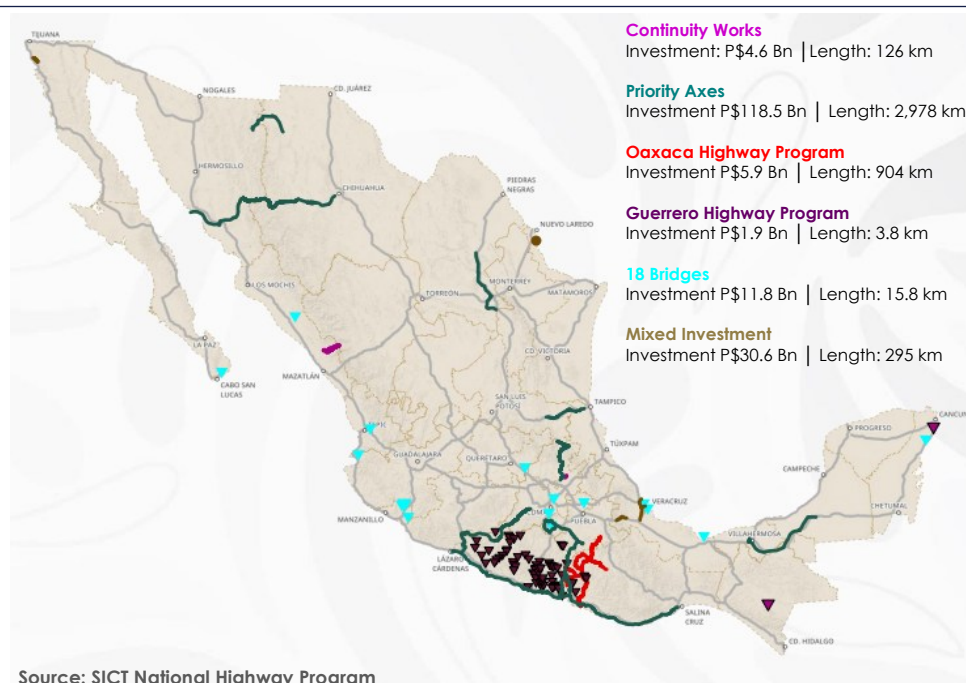 Continuity Works
Investment: P$4.6 Bn | Length: 126 km
Priority Axes
Investment P$118.5 Bn | Length: 2,978 km
Oaxaca Highway Program
Investment P$5.9 Bn | Length: 904 km
Guerrero Highway Program
Investment P$1.9 Bn | Length: 3.8 km
18 Bridges
Investment P$11.8 Bn | Length: 15.8 km
Mixed Investment
Investment P$30.6 Bn | Length: 295 km
TIJUANA
NOGALES
CD. JUÁREZ
HERMOSILLO
CHIHUAHUA
PIEDRAS
NEGRAS
NUEVO LAREDO
LOS MOCHIS
TORREÓN
MONTERREY
MATAMOROS
LA PAZ
CABO SAN
LUCAS
MAZATLÁN
CD. VICTORIA
SAN LUIS
POTOSÍ
TAMPICO
GUADALAJARA
QUERÉTARO
TÚXPAM
PROGRESO
CANCUN
CAMPECHE
MANZANILLO
PUEBLA
VERACRUZ
CHETUMAL
VILLAHERMOSA
LÁZARO
CÁRDENAS
SALINA
CRUZ
CD. HIDALGO
Source: SICT National Highway Program